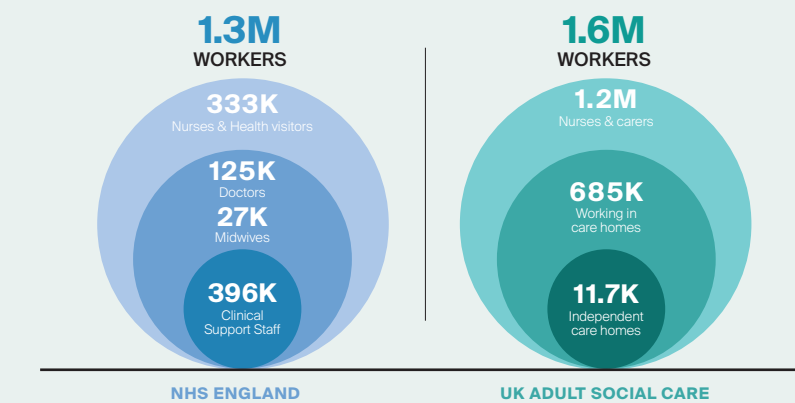 1.3M
WORKERS
333K
Nurses & Health visitors
125K
Doctors
27K
Midwives
396K
Clinical
Support Staff
NHS ENGLAND
1.6M
WORKERS
1.2M
Nurses & carers
685K
Working in
care homes
11.7K
Independent
care homes
UK ADULT SOCIAL CARE